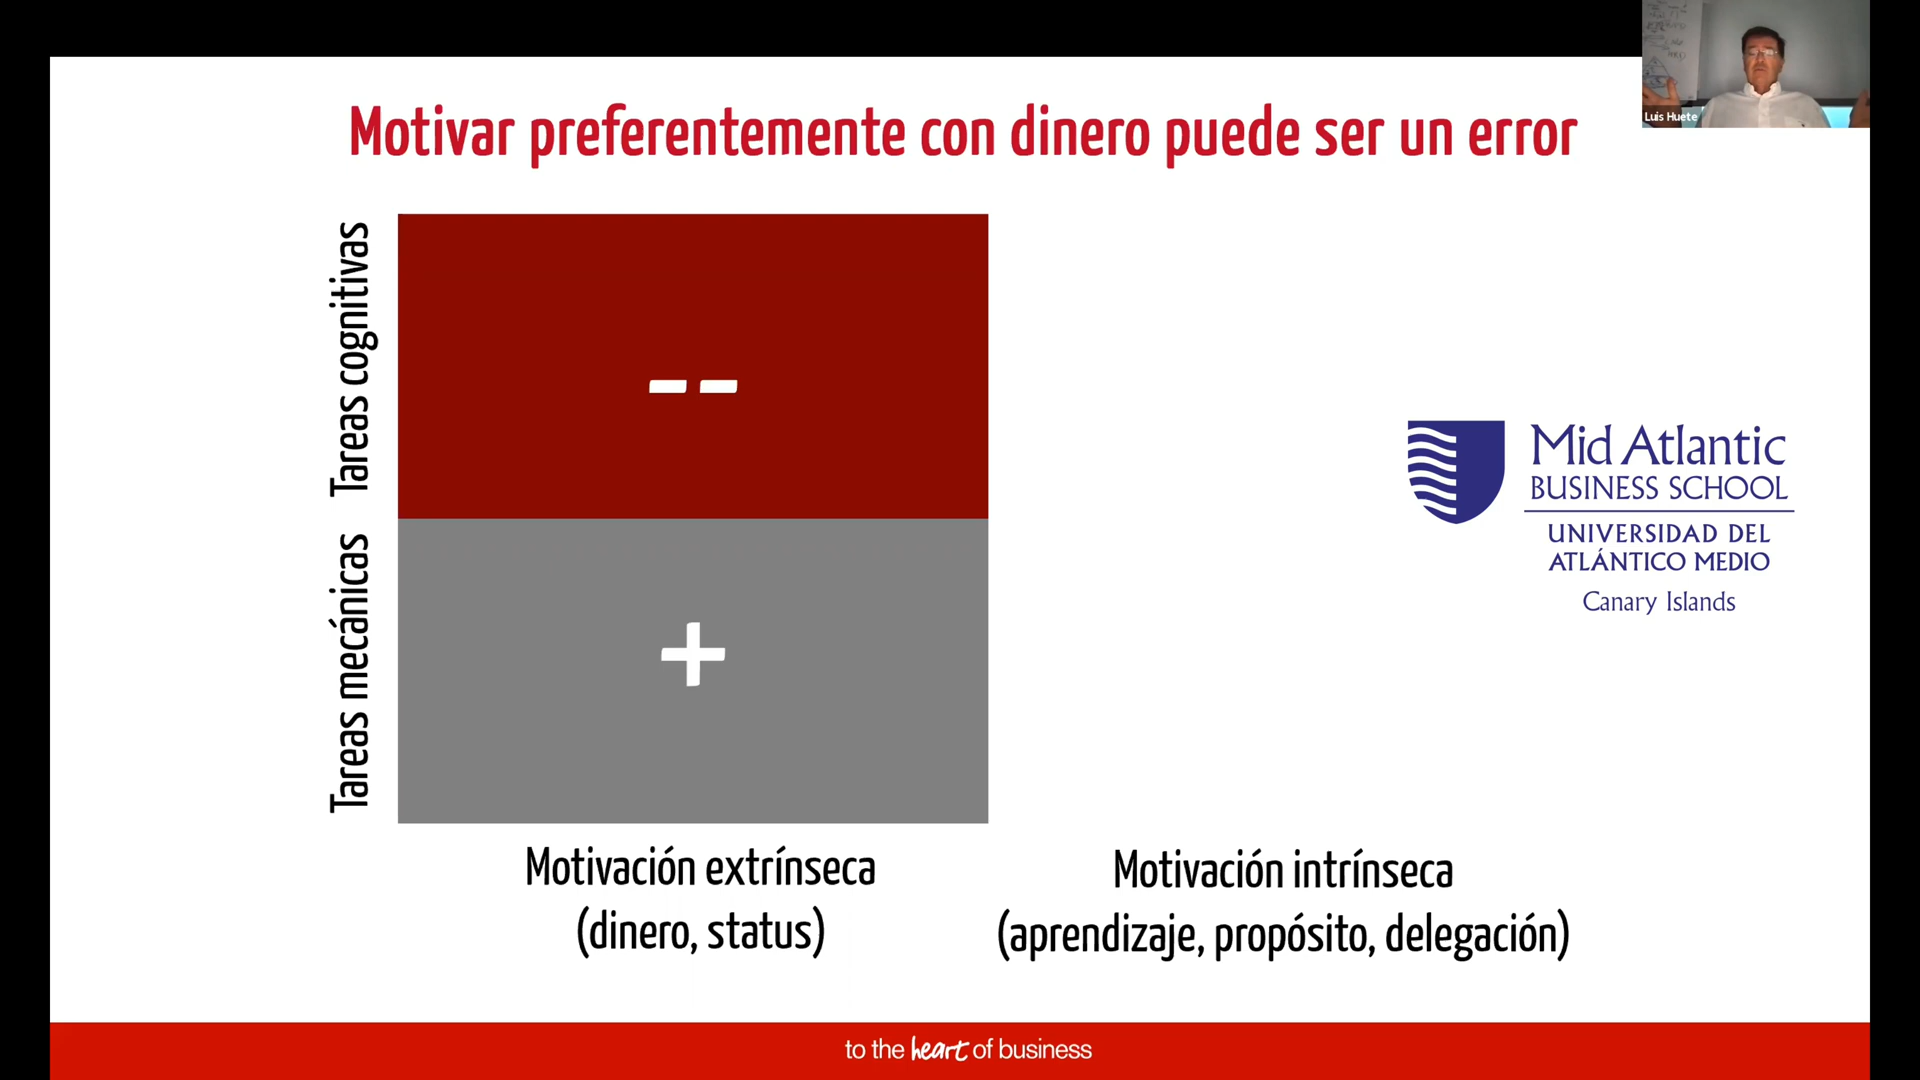 Motivar preferentemente con dinero puede ser un error
Luis Huete
Tareas cognitivas
--
Tareas mecánicas
+
Motivación extrínseca
(dinero, status)
Motivación intrínseca
(aprendizaje, propósito, delegación)
Mid Atlantic
BUSINESS SCHOOL
UNIVERSIDAD DEL
ATLÁNTICO MEDIO
Canary Islands
to the heart of business